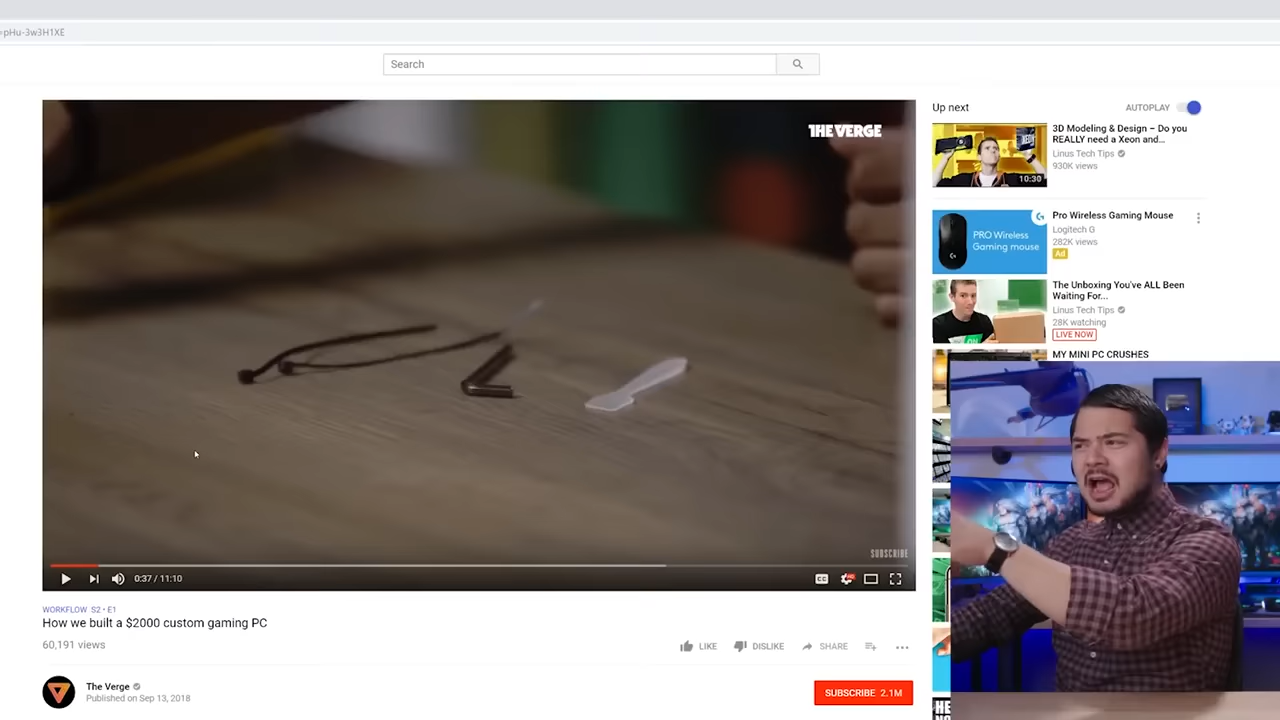 =pHu-3w3H1XE
Search
THE VERGE
SUBSCRIBE
0:37 / 11:10
CC
WORKFLOW S2 • E1
How we built a $2000 custom gaming PC
60,191 views
LIKE
DISLIKE
SHARE
The Verge
Published on Sep 13, 2018
SUBSCRIBE 2.1M
Up next
AUTOPLAY
10:30
3D Modeling & Design – Do you
REALLY need a Xeon and...
Linus Tech Tips
930K views
PRO Wireless
Gaming mouse
Pro Wireless Gaming Mouse
Logitech G
282K views
Ad
The Unboxing You've ALL Been
Waiting For...
Linus Tech Tips
28K watching
LIVE NOW
MY MINI PC CRUSHES